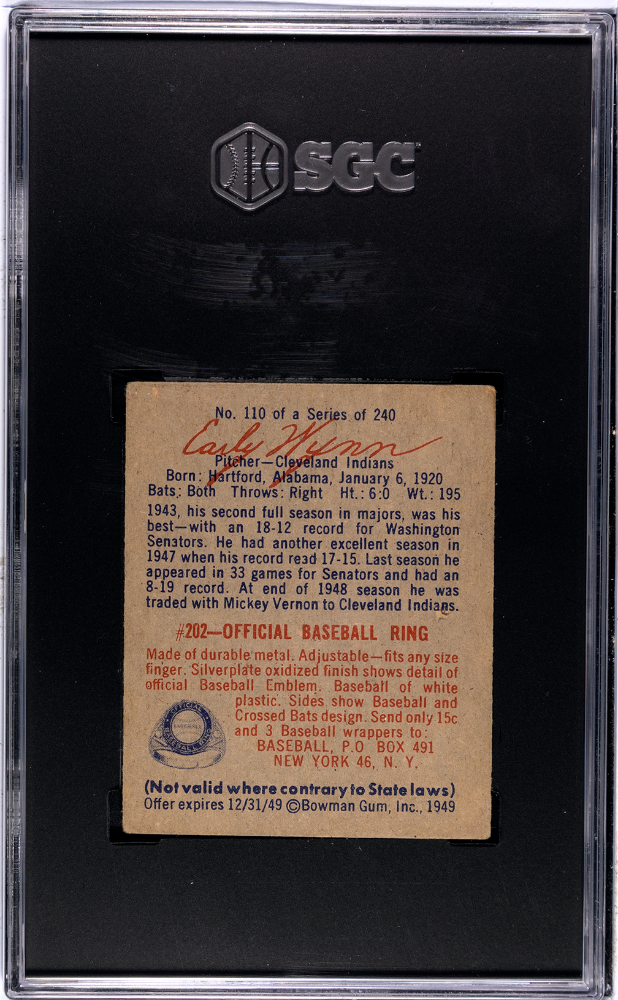 SGC
No. 110 of a Series of 240
Early Wynn
Pitcher—Cleveland Indians
Born: Hartford, Alabama, January 6, 1920
Bats: Both Throws: Right Ht.: 6:0 Wt.: 195
1943, his second full season in majors, was his
best—with an 18-12 record for Washington
Senators. He had another excellent season in
1947 when his record read 17-15. Last season he
appeared in 33 games for Senators and had an
8-19 record. At end of 1948 season he was
traded with Mickey Vernon to Cleveland Indians.
#202—OFFICIAL BASEBALL RING
Made of durable metal. Adjustable—fits any size
finger. Silverplate oxidized finish shows detail of
official Baseball Emblem. Baseball of white
plastic. Sides show Baseball and
Crossed Bats design. Send only 15c
and 3 Baseball wrappers to:
BASEBALL, P.O BOX 491
NEW YORK 46, N. Y.
OFFICIAL
BASEBALL
BASEBALL RING
(Not valid where contrary to State laws)
Offer expires 12/31/49 ©Bowman Gum, Inc., 1949